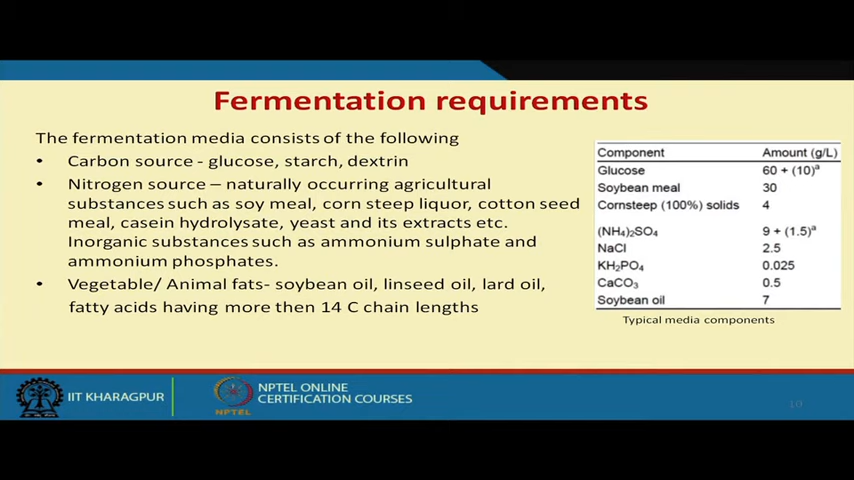 Fermentation requirements
The fermentation media consists of the following
• Carbon source - glucose, starch, dextrin
• Nitrogen source – naturally occurring agricultural
substances such as soy meal, corn steep liquor, cotton seed
meal, casein hydrolysate, yeast and its extracts etc.
Inorganic substances such as ammonium sulphate and
ammonium phosphates.
• Vegetable/ Animal fats- soybean oil, linseed oil, lard oil,
fatty acids having more then 14 C chain lengths
Component Amount (g/L)
Glucose 60 + (10)ᵃ
Soybean meal 30
Cornsteep (100%) solids 4
(NH₄)₂SO₄ 9 + (1.5)ᵃ
NaCl 2.5
KH₂PO₄ 0.025
CaCO₃ 0.5
Soybean oil 7
Typical media components
IIT KHARAGPUR
NPTEL
NPTEL ONLINE
CERTIFICATION COURSES
10